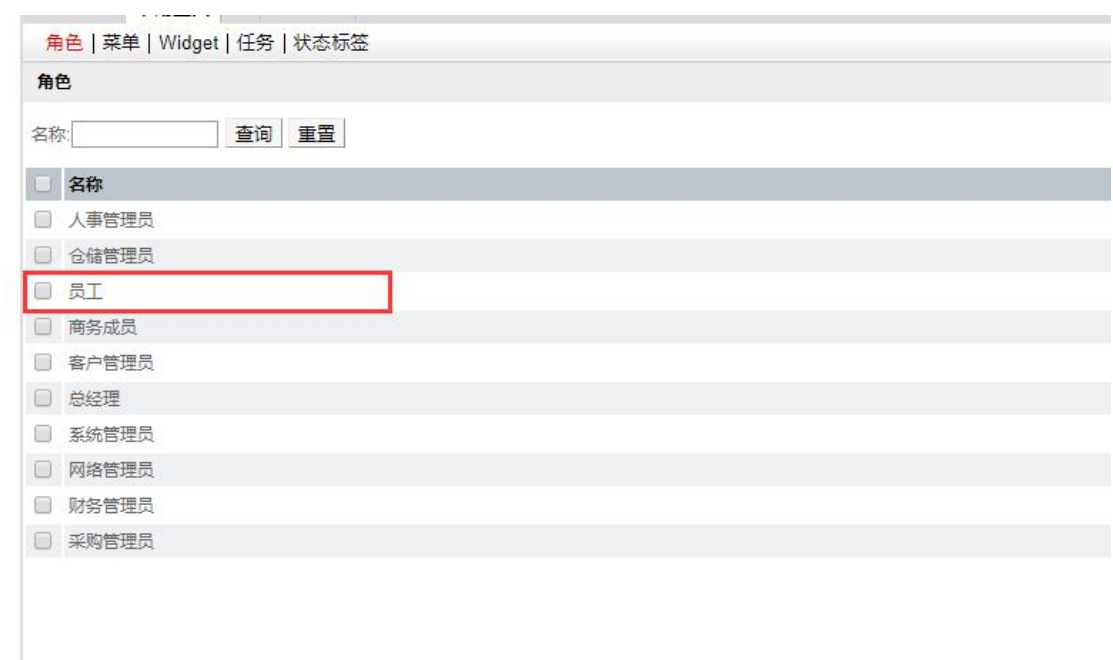 角色 | 菜单 | Widget | 任务 | 状态标签
角色
名称: 查询 重置
名称
人事管理员
仓储管理员
员工
商务成员
客户管理员
总经理
系统管理员
网络管理员
财务管理员
采购管理员